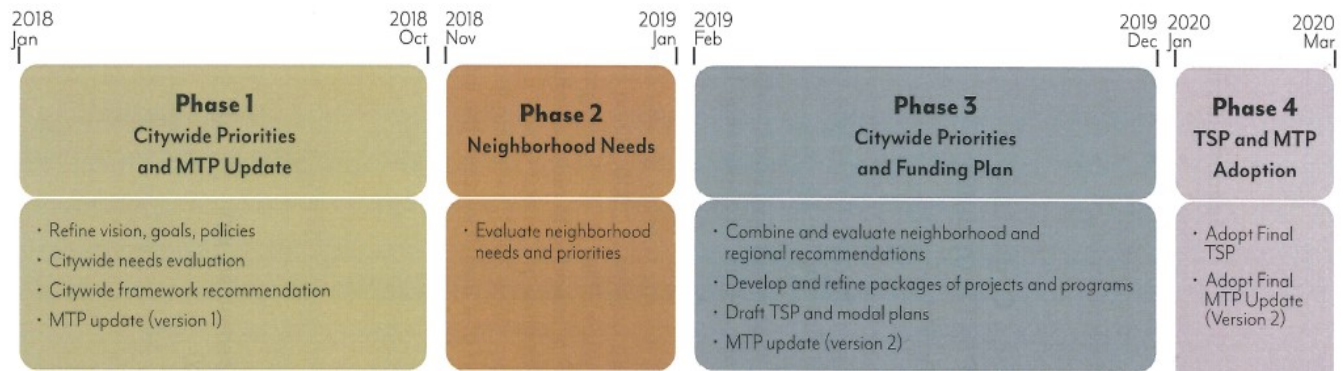 2018
Jan
2018
Oct
2018
Nov
2019
Jan
2019
Feb
2019
Dec
2020
Jan
2020
Mar
Phase 1
Citywide Priorities
and MTP Update
Phase 2
Neighborhood Needs
Phase 3
Citywide Priorities
and Funding Plan
Phase 4
TSP and MTP
Adoption
• Refine vision, goals, policies
• Citywide needs evaluation
• Citywide framework recommendation
• MTP update (version 1)
• Evaluate neighborhood
needs and priorities
• Combine and evaluate neighborhood and
regional recommendations
• Develop and refine packages of projects and programs
• Draft TSP and modal plans
• MTP update (version 2)
• Adopt Final
TSP
• Adopt Final
MTP Update
(Version 2)